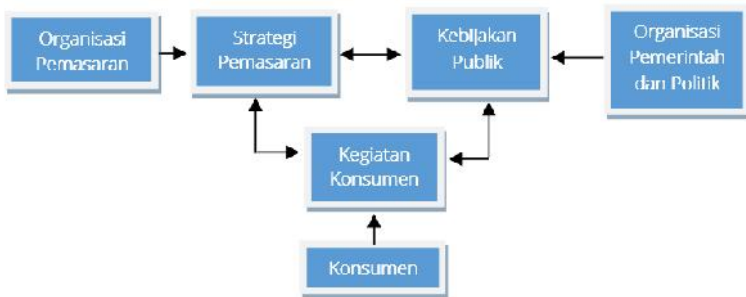 Organisasi
Pemasaran
Strategi
Pemasaran
Kebijakan
Publik
Organisasi
Pemerintah
dan Politik
Kegiatan
Konsumen
Konsumen